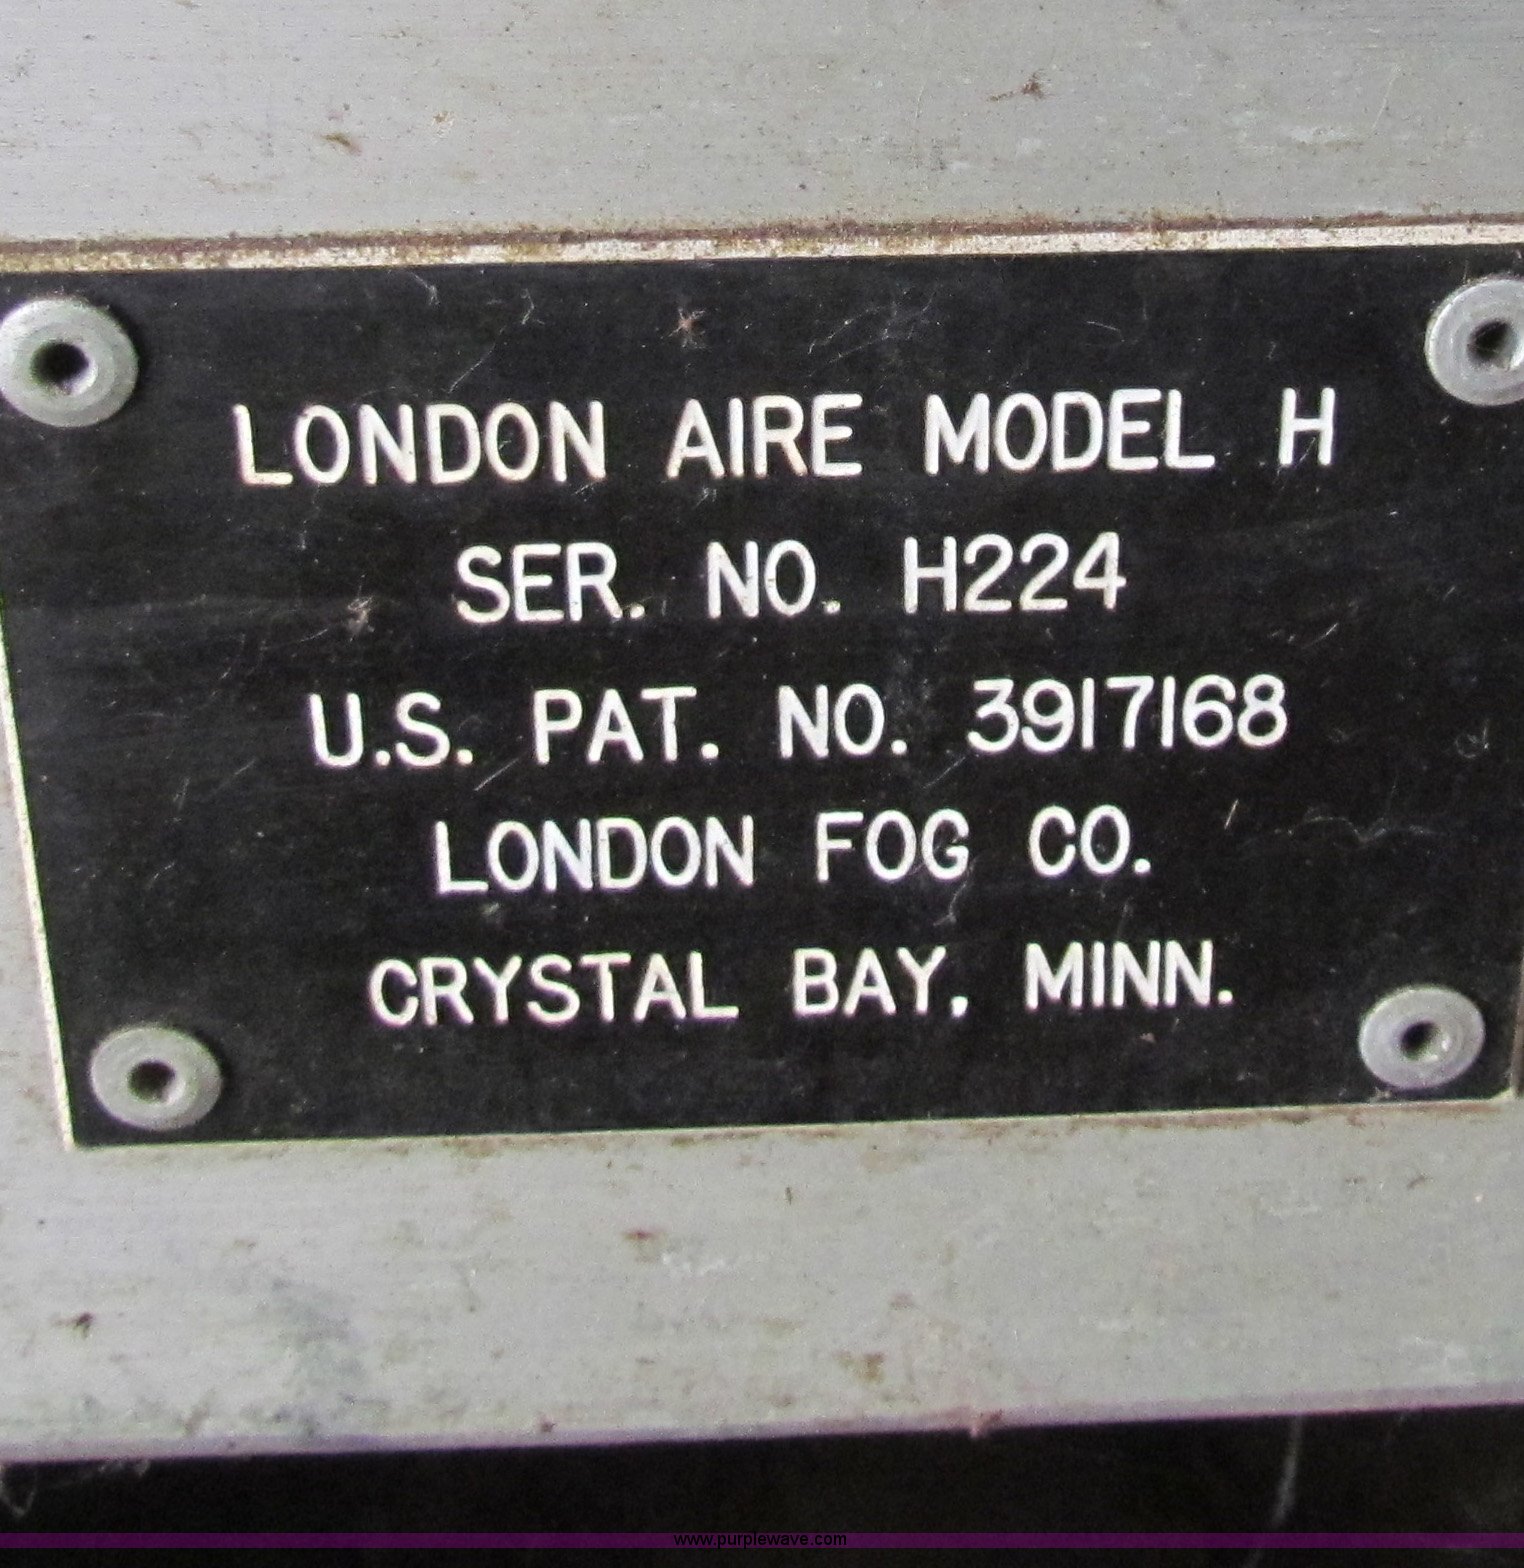 LONDON AIRE MODEL H
SER. NO. H224
U.S. PAT. NO. 3917168
LONDON FOG CO.
CRYSTAL BAY, MINN.
www.purplewave.com